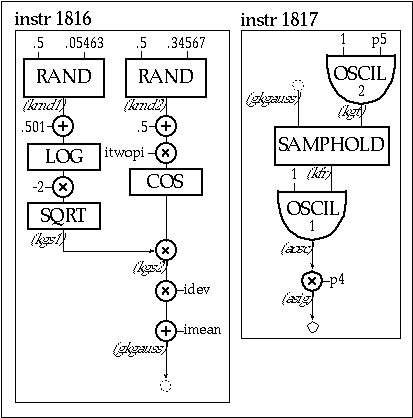 instr 1816
.5 .05463 .5 .34567
RAND RAND
(krnd1) (krnd2)
.501 + .5 +
LOG itwopi ×
-2 × COS
SQRT
(kgs1) ×
(kgs2)
× idev
+ imean
(gkgauss)
instr 1817
1 p5
OSCIL
2
(gkgauss) (kgt)
SAMPHOLD
1 (kfr)
OSCIL
1
(aosc)
× p4
(asig)